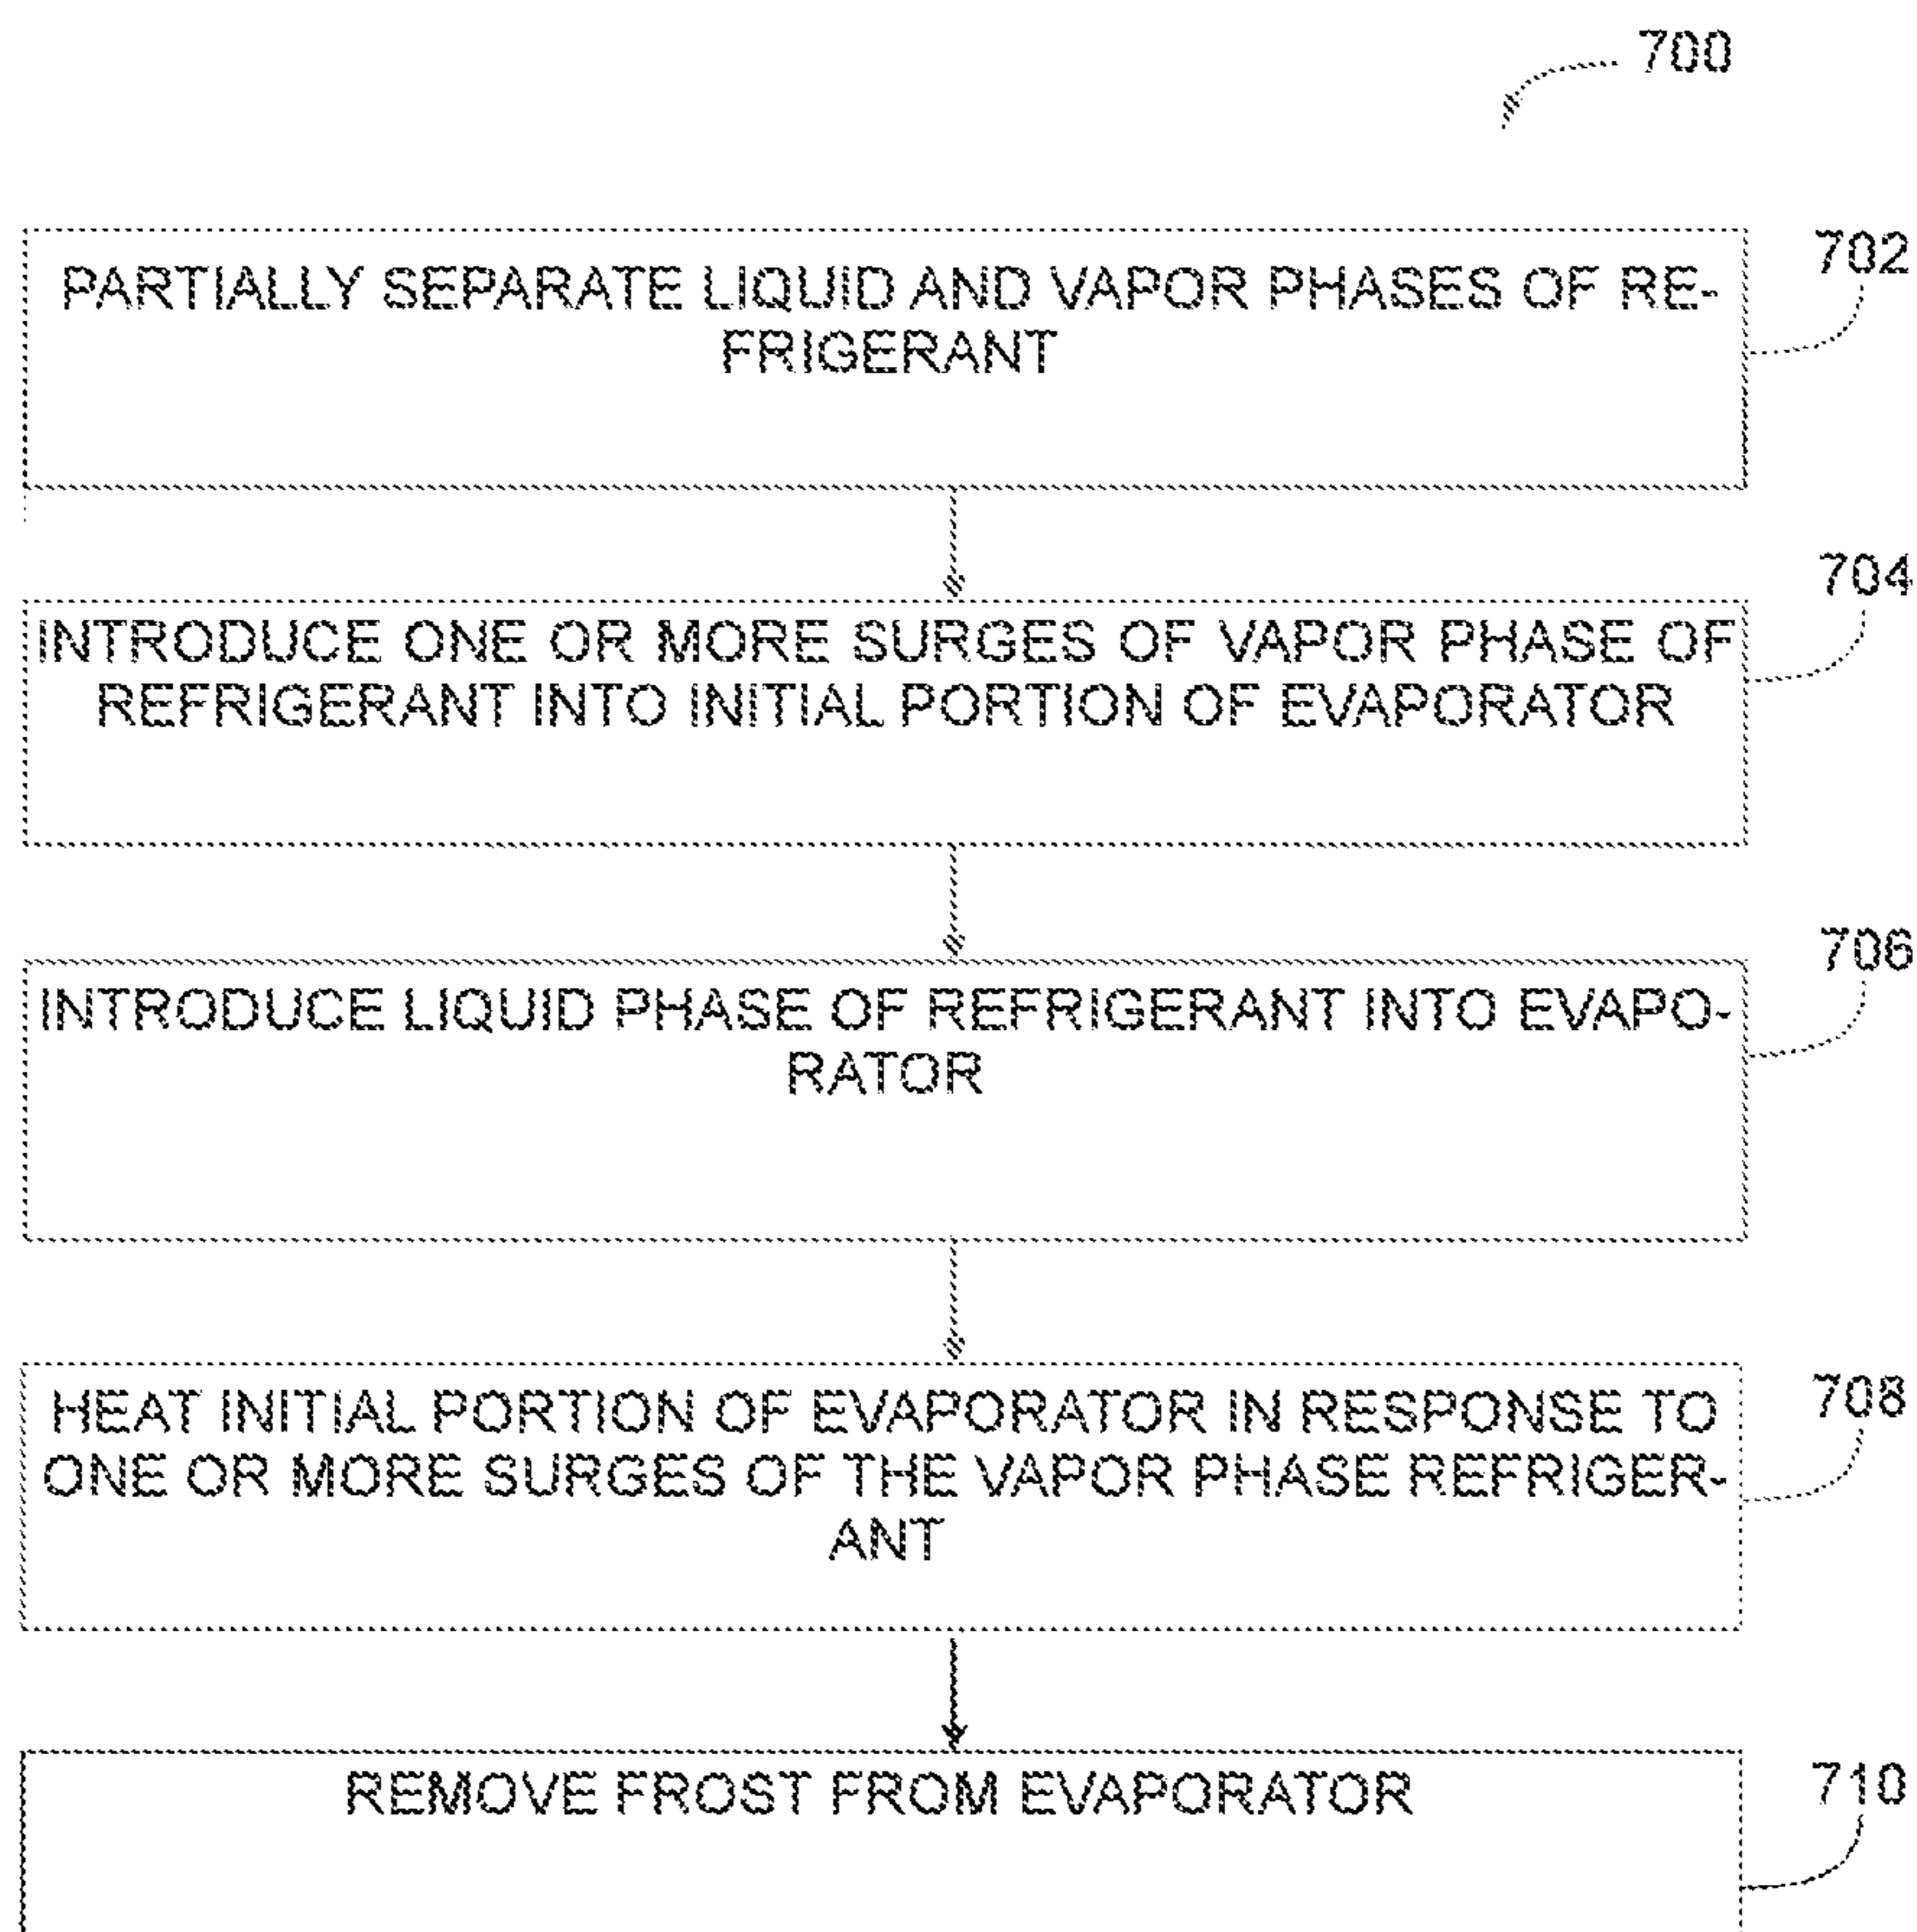 700
702
PARTIALLY SEPARATE LIQUID AND VAPOR PHASES OF RE-
FRIGERANT
704
INTRODUCE ONE OR MORE SURGES OF VAPOR PHASE OF
REFRIGERANT INTO INITIAL PORTION OF EVAPORATOR
706
INTRODUCE LIQUID PHASE OF REFRIGERANT INTO EVAPO-
RATOR
708
HEAT INITIAL PORTION OF EVAPORATOR IN RESPONSE TO
ONE OR MORE SURGES OF THE VAPOR PHASE REFRIGER-
ANT
710
REMOVE FROST FROM EVAPORATOR